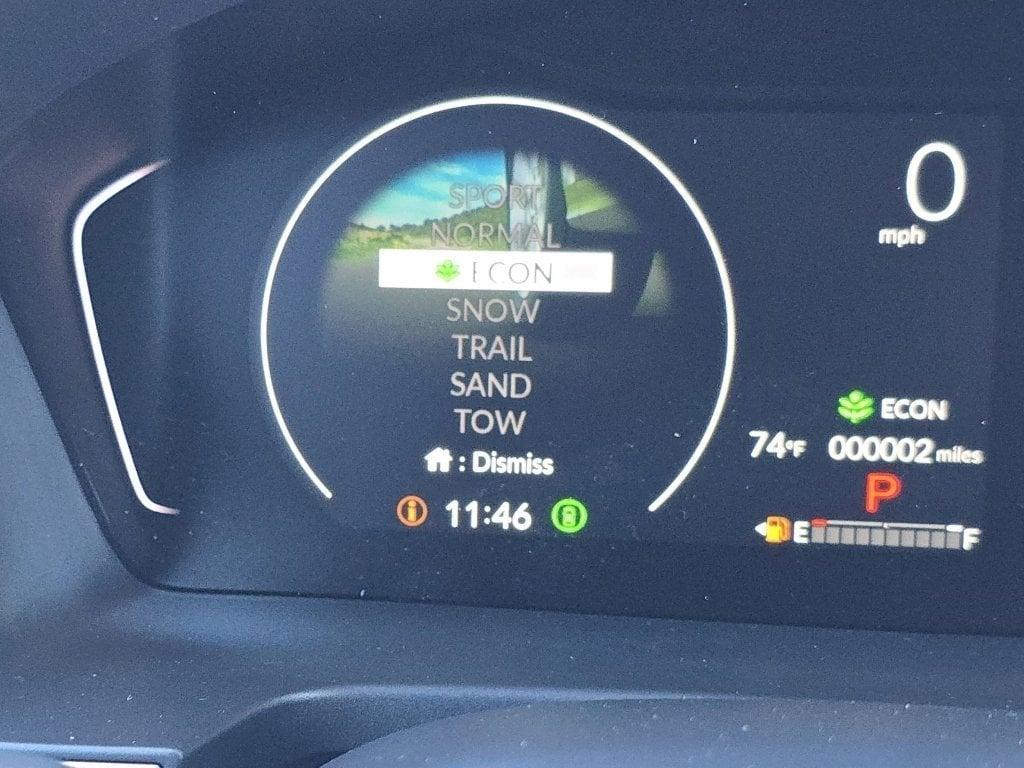 SPORT
NORMAL
ECON
SNOW
TRAIL
SAND
TOW
: Dismiss
i 11:46
0
mph
ECON
74°F 000002 miles
P
E F